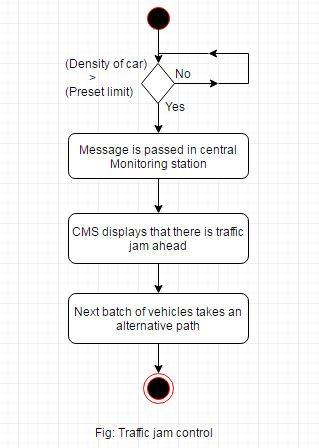 (Density of car)
>
(Preset limit)
No
Yes
Message is passed in central
Monitoring station
CMS displays that there is traffic
jam ahead
Next batch of vehicles takes an
alternative path
Fig: Traffic jam control